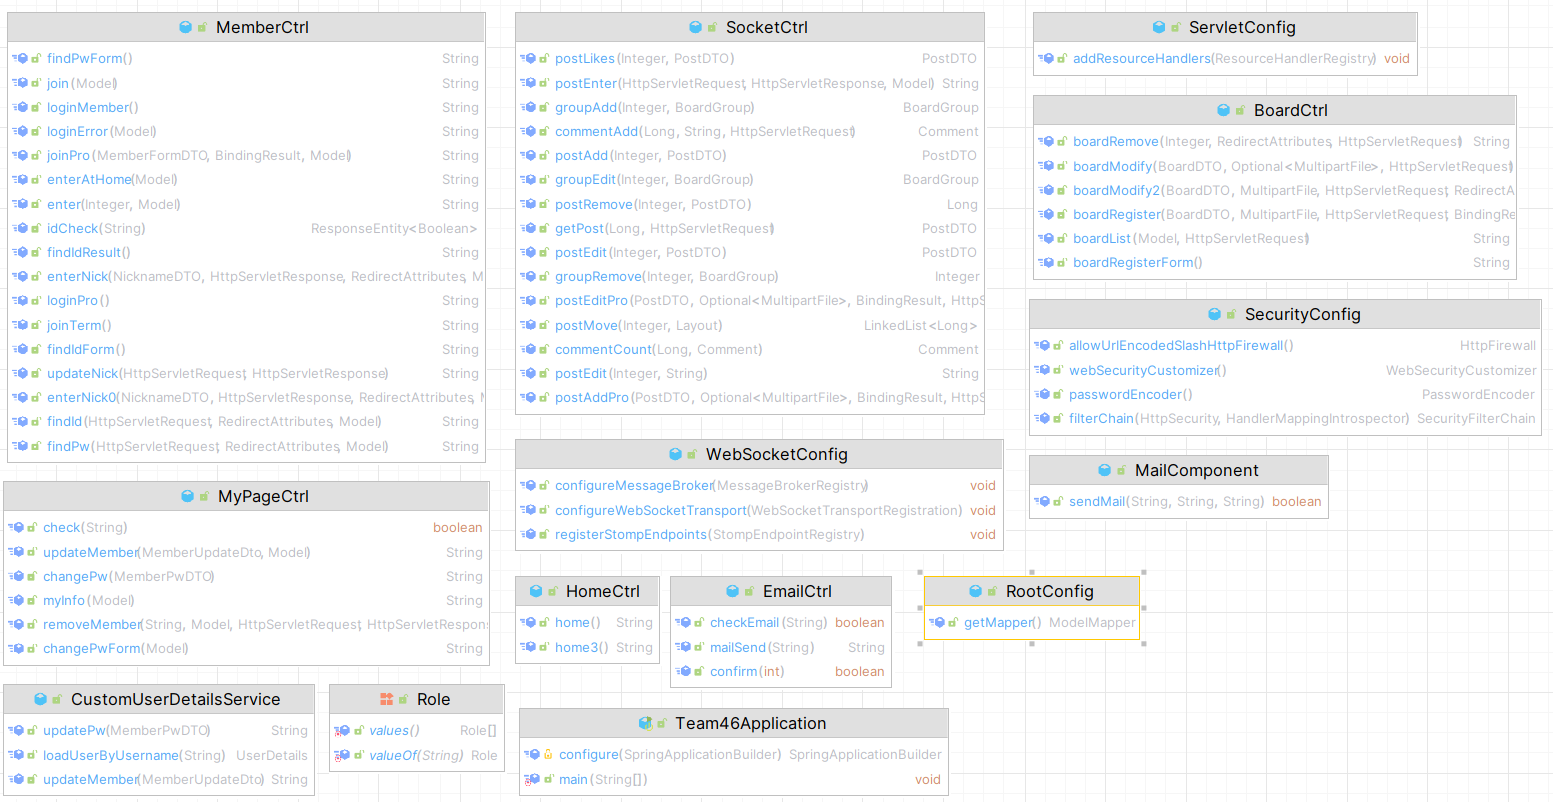 MemberCtrl
findPwForm() String
join(Model) String
loginMember() String
loginError(Model) String
joinPro(MemberFormDTO, BindingResult, Model) String
enterAtHome(Model) String
enter(Integer, Model) String
idCheck(String) ResponseEntity<Boolean>
findIdResult() String
enterNick(NicknameDTO, HttpServletResponse, RedirectAttributes, M
loginPro() String
joinTerm() String
findIdForm() String
updateNick(HttpServletRequest, HttpServletResponse) String
enterNick0(NicknameDTO, HttpServletResponse, RedirectAttributes,
findId(HttpServletRequest, RedirectAttributes, Model) String
findPw(HttpServletRequest, RedirectAttributes, Model) String
MyPageCtrl
check(String) boolean
updateMember(MemberUpdateDto, Model) String
changePw(MemberPwDTO) String
myInfo(Model) String
removeMember(String, Model, HttpServletRequest, HttpServletRespon
changePwForm(Model) String
CustomUserDetailsService
updatePw(MemberPwDTO) String
loadUserByUsername(String) UserDetails
updateMember(MemberUpdateDto) String
Role
values() Role[]
valueOf(String) Role
SocketCtrl
postLikes(Integer, PostDTO) PostDTO
postEnter(HttpServletRequest, HttpServletResponse, Model) String
groupAdd(Integer, BoardGroup) BoardGroup
commentAdd(Long, String, HttpServletRequest) Comment
postAdd(Integer, PostDTO) PostDTO
groupEdit(Integer, BoardGroup) BoardGroup
postRemove(Integer, PostDTO) Long
getPost(Long, HttpServletRequest) PostDTO
postEdit(Integer, PostDTO) PostDTO
groupRemove(Integer, BoardGroup) Integer
postEditPro(PostDTO, Optional<MultipartFile>, BindingResult, HttpS
postMove(Integer, Layout) LinkedList<Long>
commentCount(Long, Comment) Comment
postEdit(Integer, String) String
postAddPro(PostDTO, Optional<MultipartFile>, BindingResult, HttpS
WebSocketConfig
configureMessageBroker(MessageBrokerRegistry) void
configureWebSocketTransport(WebSocketTransportRegistration) void
registerStompEndpoints(StompEndpointRegistry) void
HomeCtrl
home() String
home3() String
EmailCtrl
checkEmail(String) boolean
mailSend(String) String
confirm(int) boolean
Team46Application
configure(SpringApplicationBuilder) SpringApplicationBuilder
main(String[]) void
ServletConfig
addResourceHandlers(ResourceHandlerRegistry) void
BoardCtrl
boardRemove(Integer, RedirectAttributes, HttpServletRequest) String
boardModify(BoardDTO, Optional<MultipartFile>, HttpServletRequest)
boardModify2(BoardDTO, MultipartFile, HttpServletRequest, RedirectA
boardRegister(BoardDTO, MultipartFile, HttpServletRequest, BindingRe
boardList(Model, HttpServletRequest) String
boardRegisterForm() String
SecurityConfig
allowUrlEncodedSlashHttpFirewall() HttpFirewall
webSecurityCustomizer() WebSecurityCustomizer
passwordEncoder() PasswordEncoder
filterChain(HttpSecurity, HandlerMappingIntrospector) SecurityFilterChain
MailComponent
sendMail(String, String, String) boolean
RootConfig
getMapper() ModelMapper